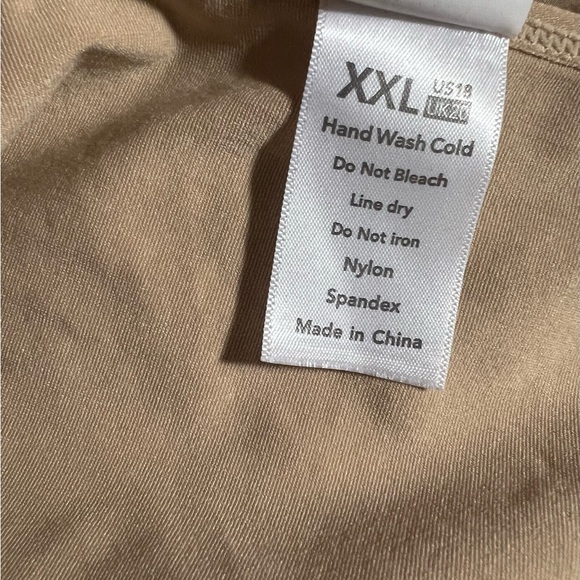 XXL US18
UK20
Hand Wash Cold
Do Not Bleach
Line dry
Do Not iron
Nylon
Spandex
Made in China